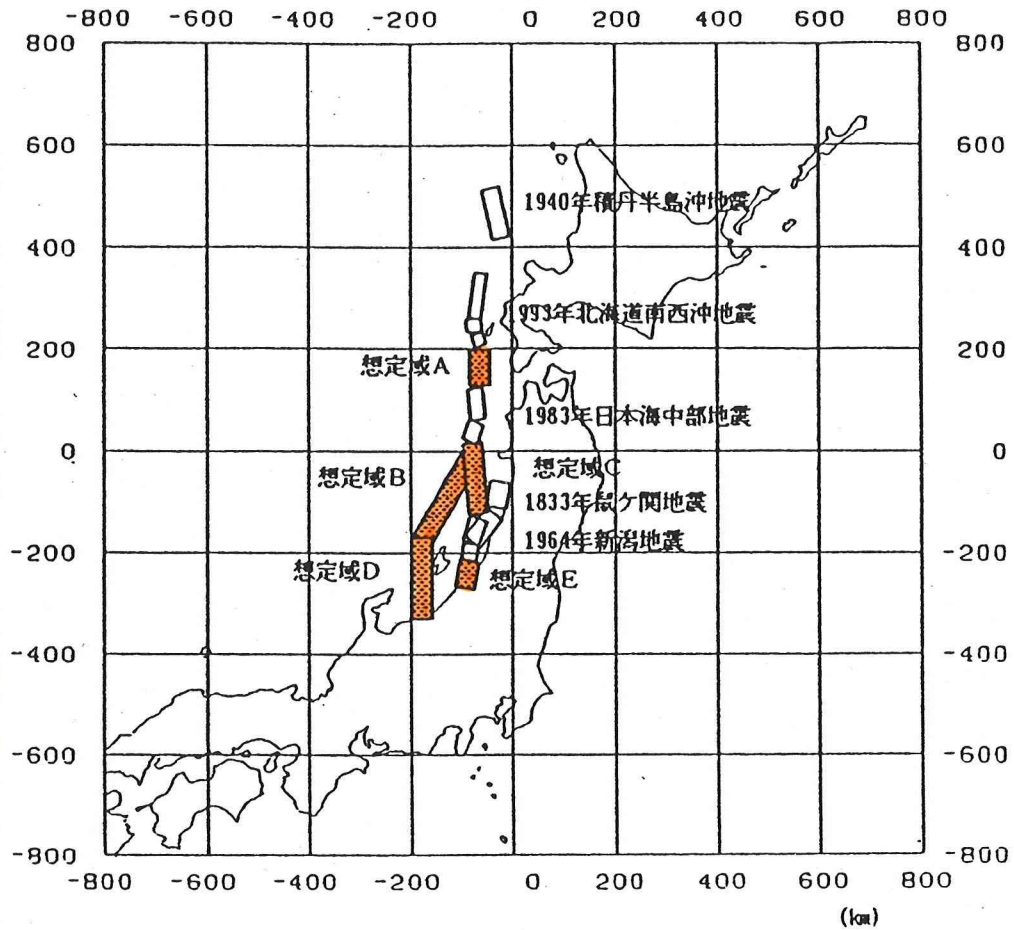 -800 -600 -400 -200 0 200 400 600 800
800 800
600 600
1940年積丹半島沖地震
400 400
1993年北海道南西沖地震
200 200
想定域A
1983年日本海中部地震
0 0
想定域B 想定域C
1833年鼠ケ関地震
1964年新潟地震
-200 -200
想定域D 想定域E
-400 -400
-600 -600
-800 -800
-800 -600 -400 -200 0 200 400 600 800
(km)